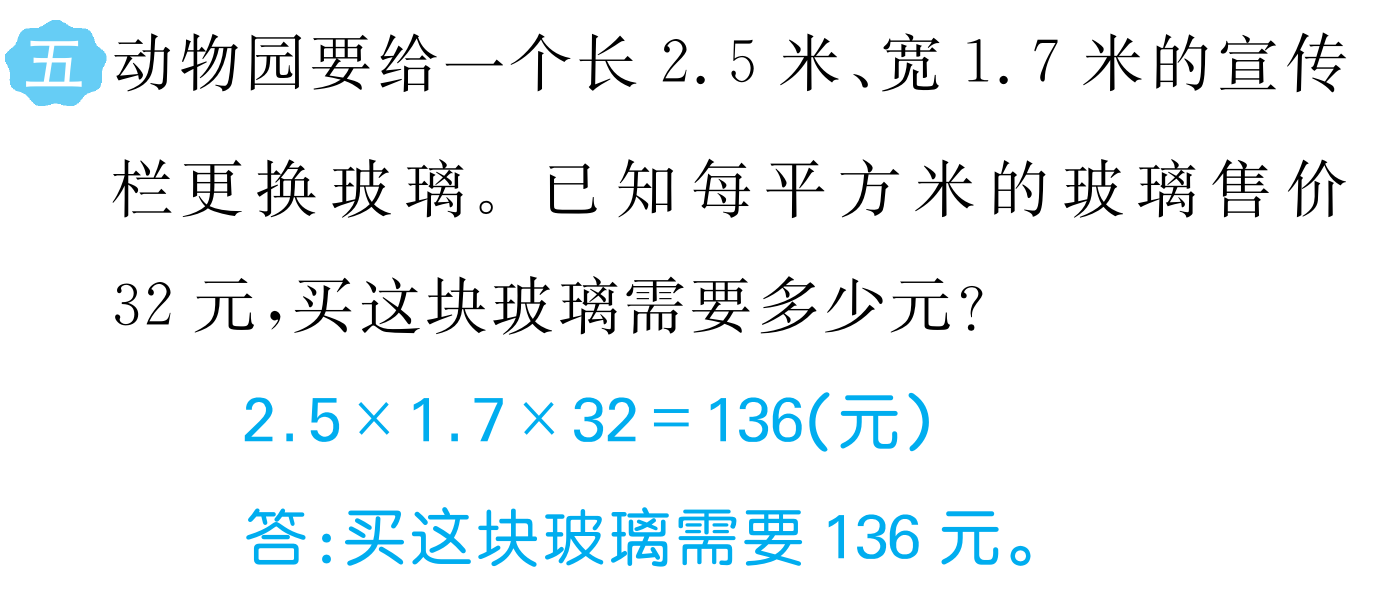 五 动物园要给一个长 2.5 米、宽 1.7 米的宣传
栏更换玻璃。已知每平方米的玻璃售价
32 元,买这块玻璃需要多少元?
2.5×1.7×32=136(元)
答:买这块玻璃需要 136 元。